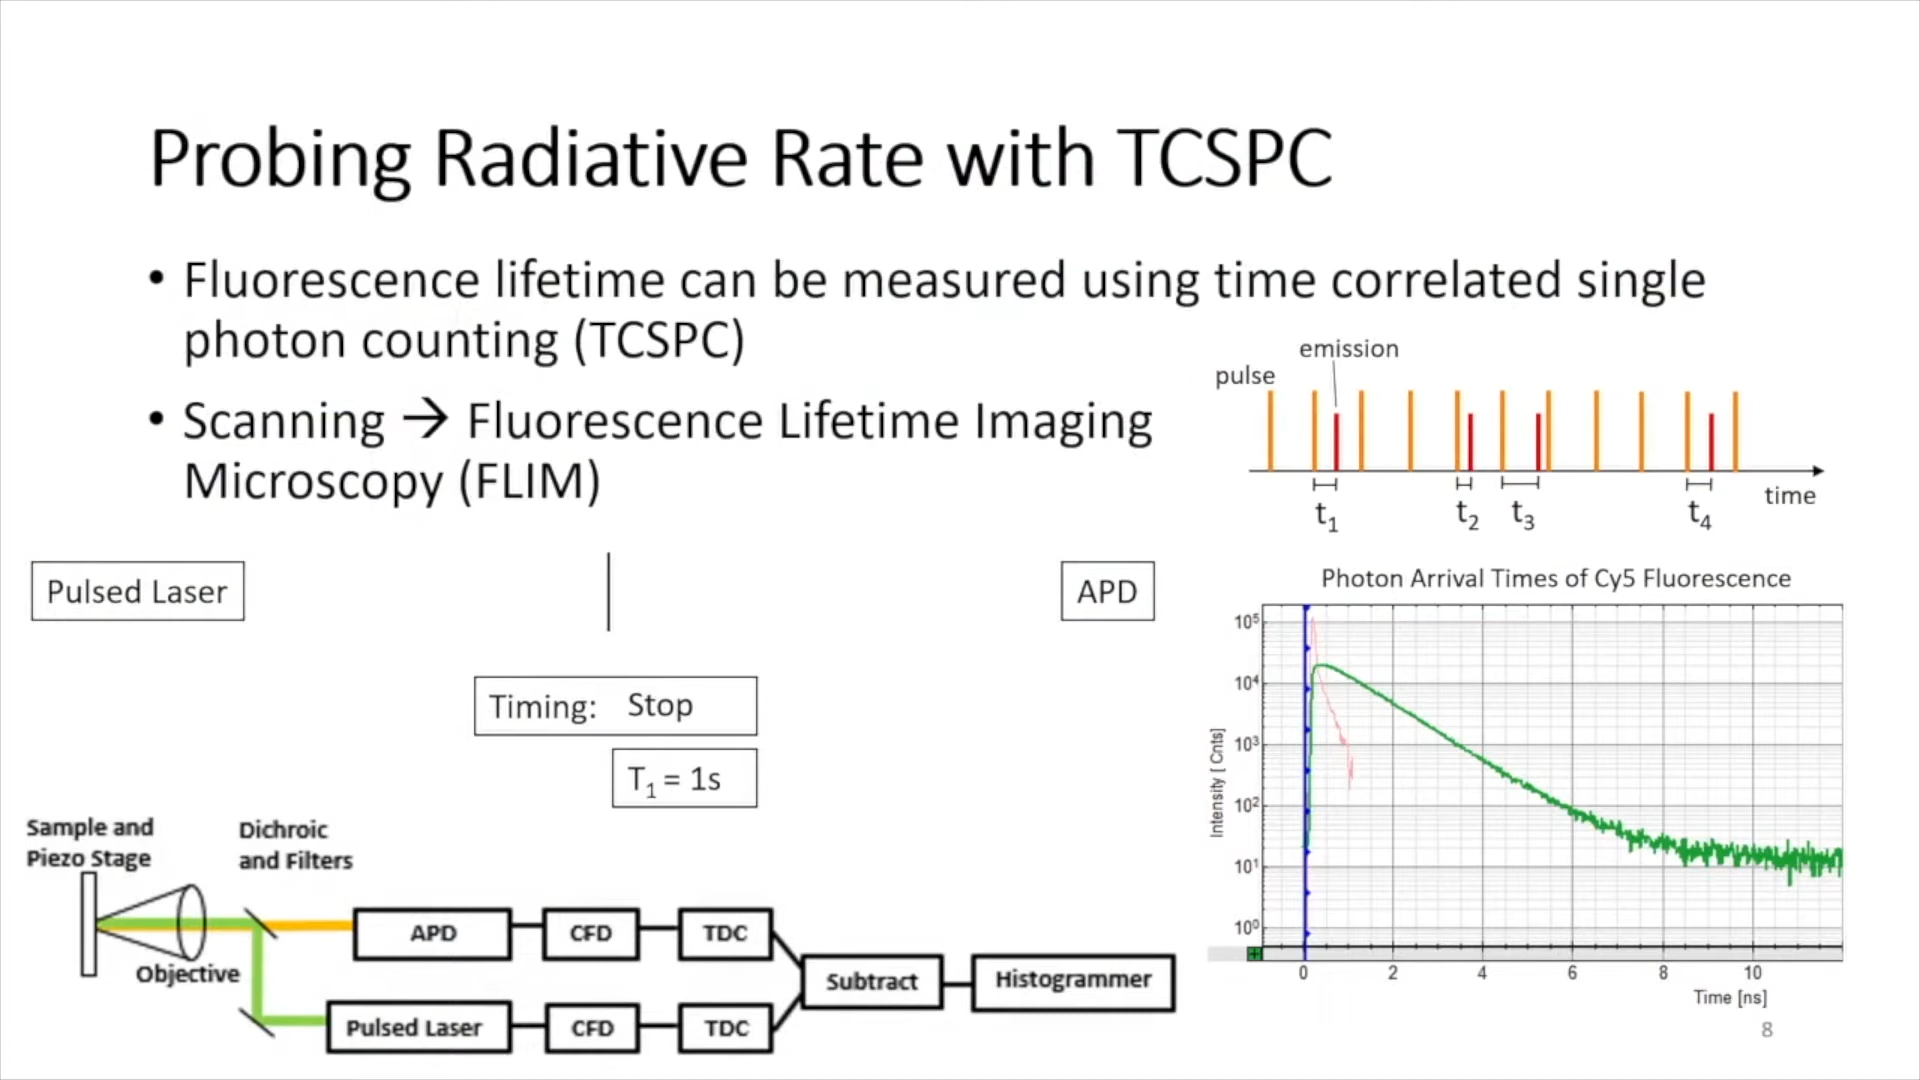 Probing Radiative Rate with TCSPC
• Fluorescence lifetime can be measured using time correlated single
photon counting (TCSPC)
• Scanning → Fluorescence Lifetime Imaging
Microscopy (FLIM)
emission
pulse
time
t1
t2
t3
t4
Pulsed Laser
APD
Timing: Stop
T1 = 1s
Sample and
Piezo Stage
Dichroic
and Filters
Objective
APD
CFD
TDC
Pulsed Laser
CFD
TDC
Subtract
Histogrammer
Photon Arrival Times of Cy5 Fluorescence
Intensity [ Cnts]
10^5
10^4
10^3
10^2
10^1
10^0
0
2
4
6
8
10
Time [ns]
8